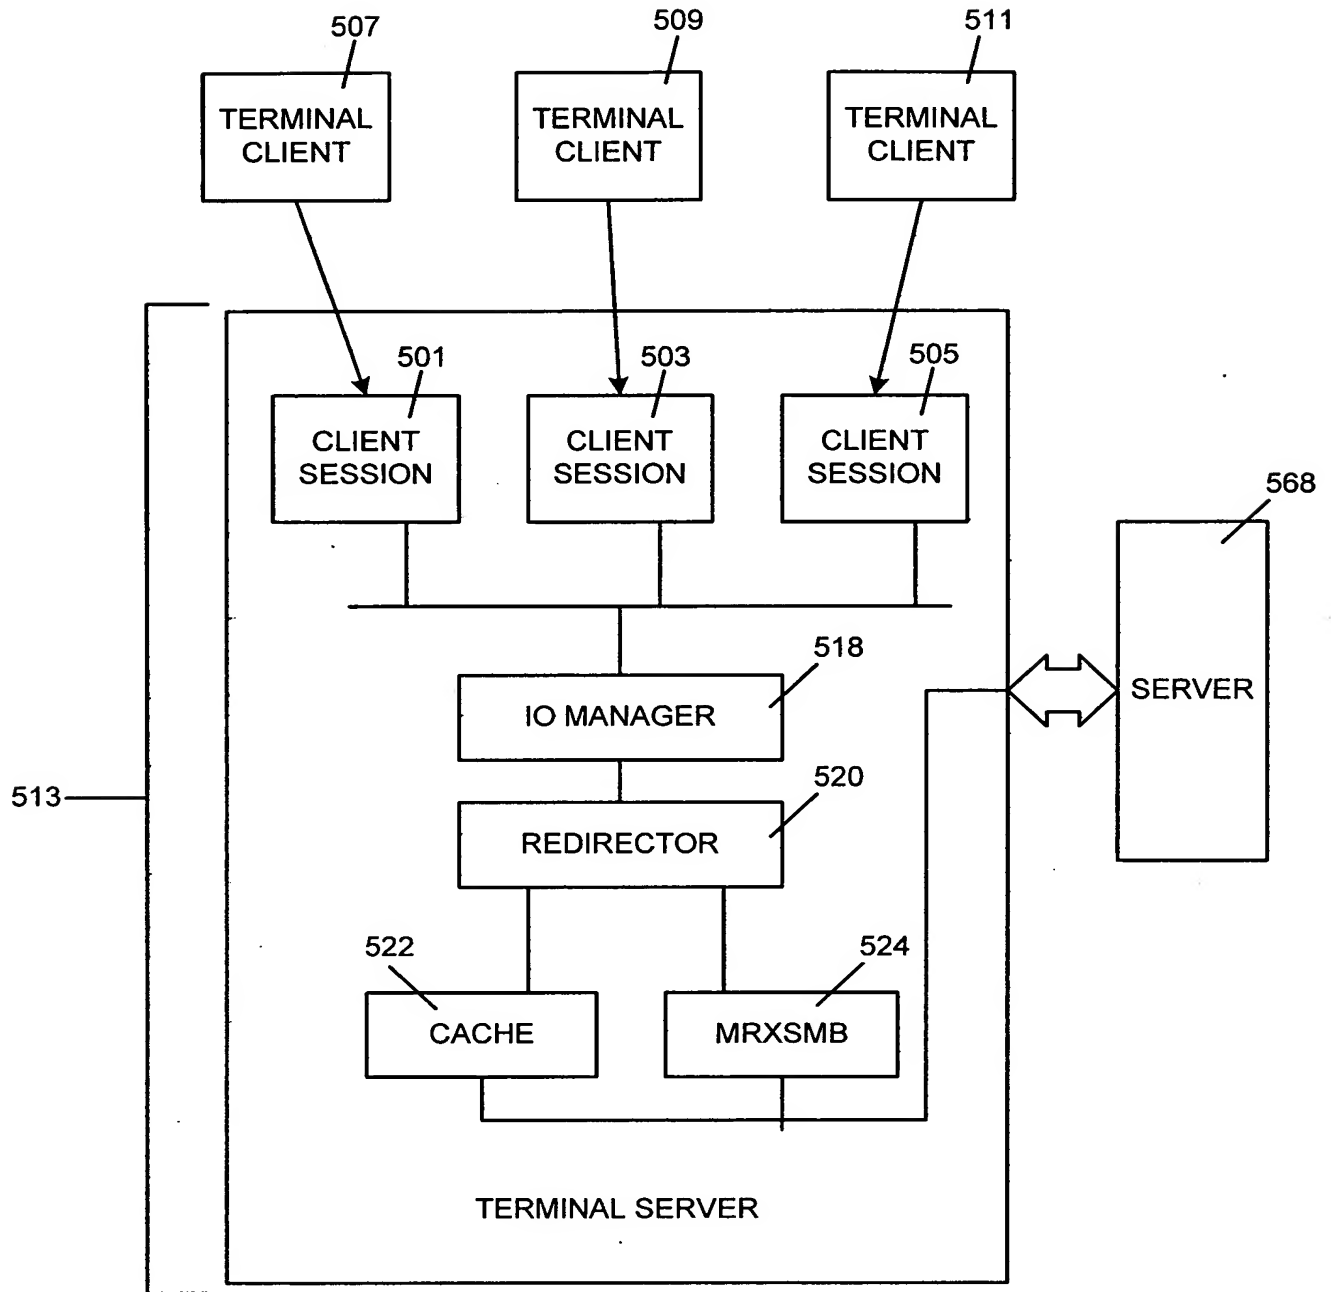 507
509
511
TERMINAL
CLIENT
TERMINAL
CLIENT
TERMINAL
CLIENT
501
503
505
CLIENT
SESSION
CLIENT
SESSION
CLIENT
SESSION
568
518
IO MANAGER
SERVER
513
520
REDIRECTOR
522
524
CACHE
MRXSMB
TERMINAL SERVER